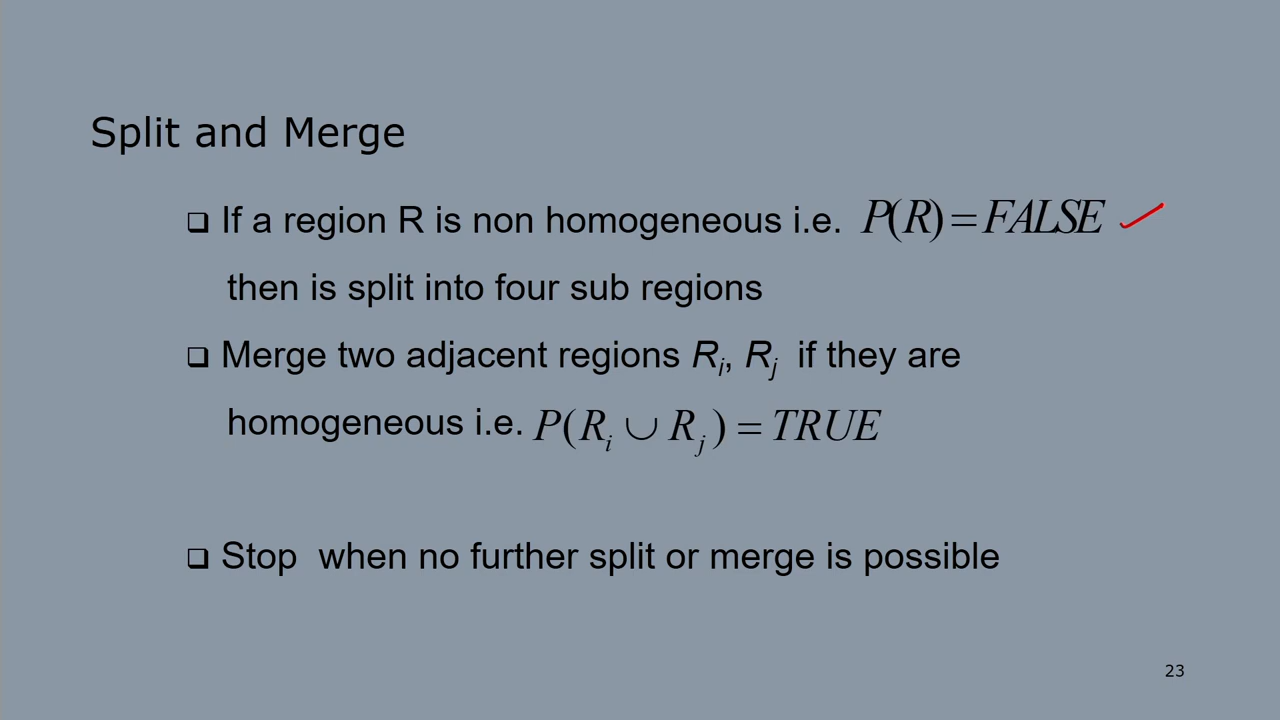 Split and Merge
❑ If a region R is non homogeneous i.e. P(R) = FALSE
then is split into four sub regions
❑ Merge two adjacent regions Rᵢ, Rⱼ if they are
homogeneous i.e. P(Rᵢ ∪ Rⱼ) = TRUE
❑ Stop when no further split or merge is possible
23